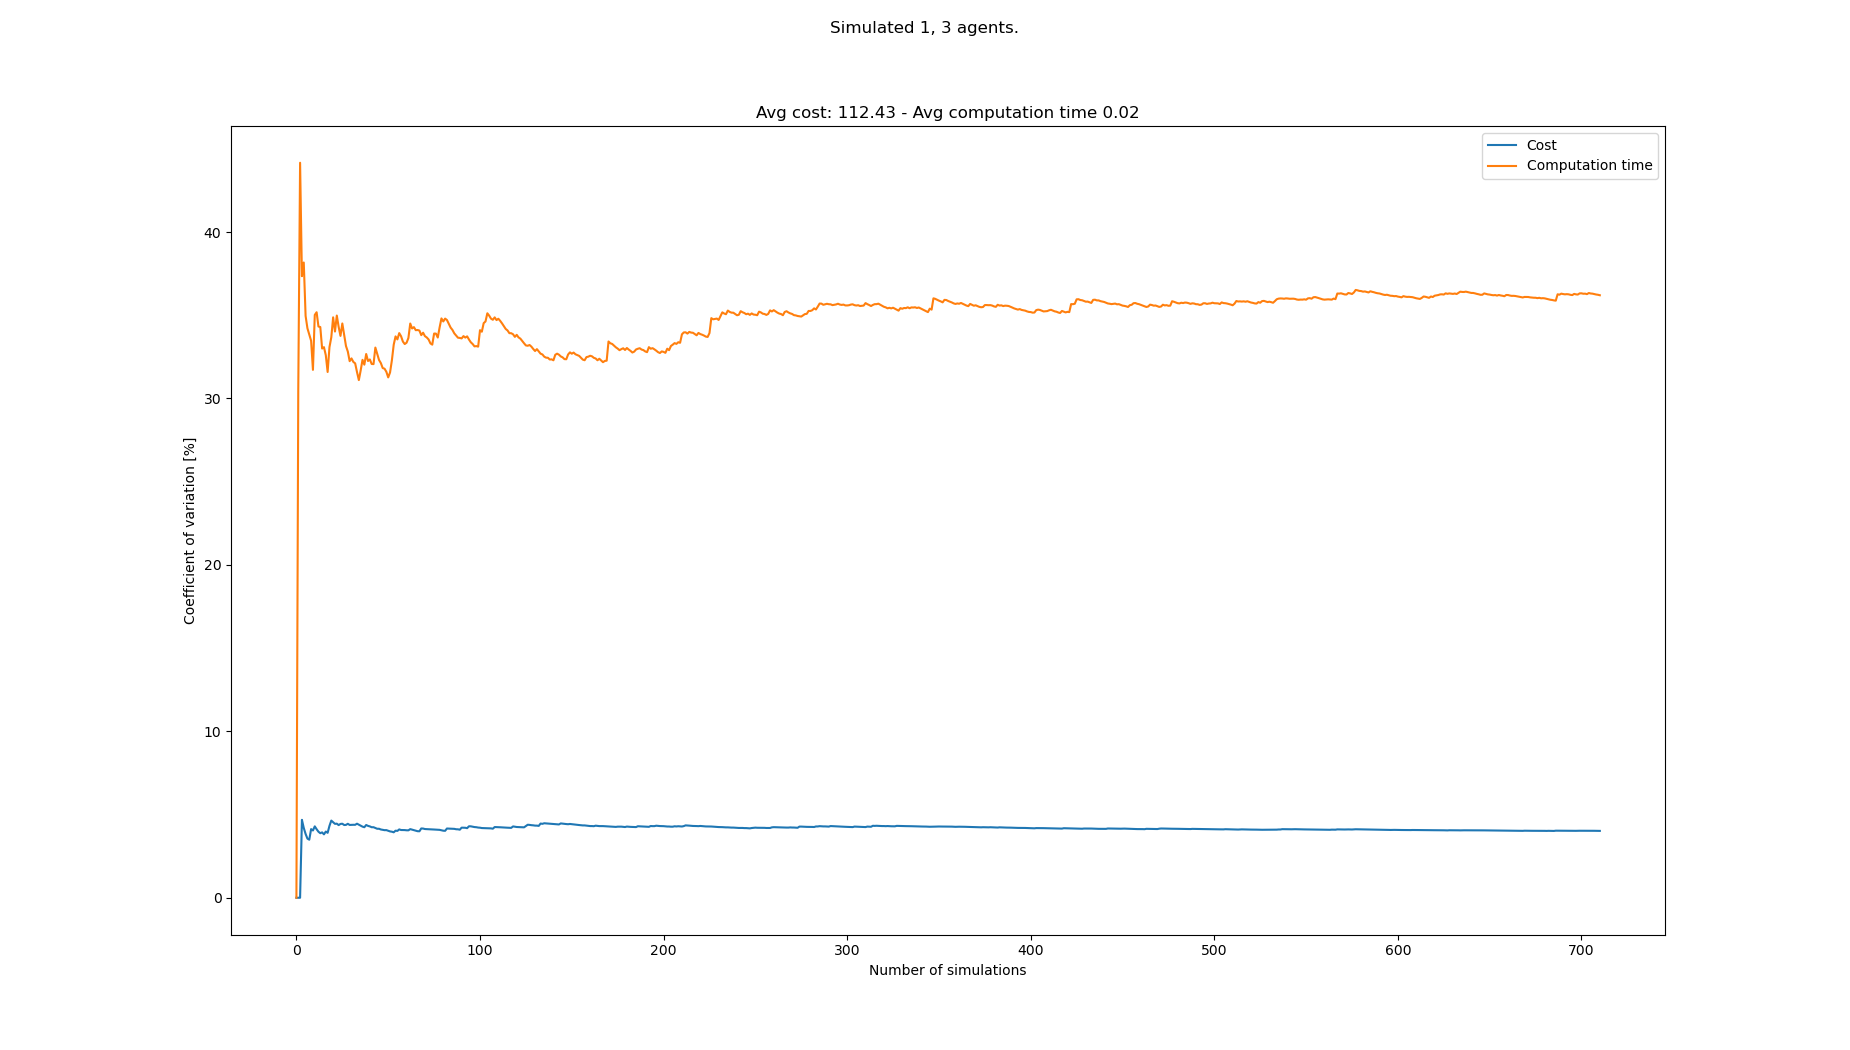 Simulated 1, 3 agents.
Avg cost: 112.43 - Avg computation time 0.02
Cost
Computation time
40
30
20
10
0
Coefficient of variation [%]
0 100 200 300 400 500 600 700
Number of simulations